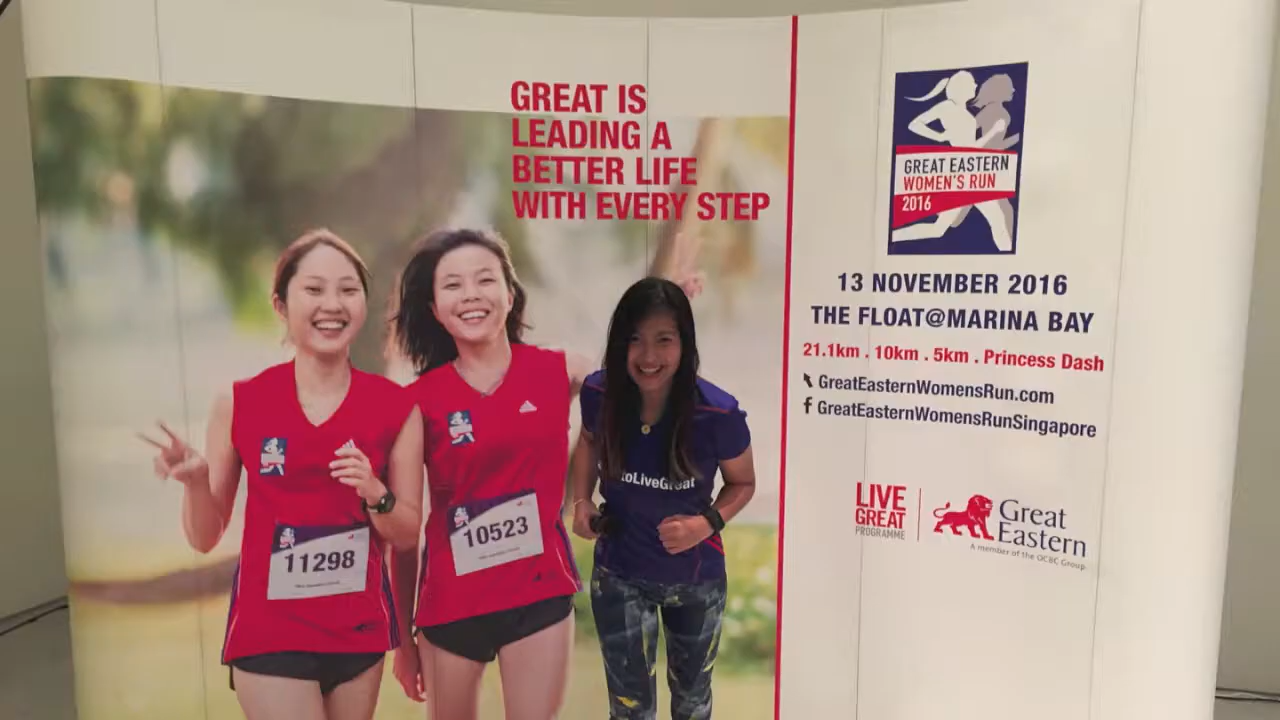 GREAT IS
LEADING A
BETTER LIFE
WITH EVERY STEP
GREAT EASTERN
WOMEN'S RUN
2016
13 NOVEMBER 2016
THE FLOAT@MARINA BAY
21.1km . 10km . 5km . Princess Dash
GreatEasternWomensRun.com
f GreatEasternWomensRunSingapore
LIVE
GREAT
PROGRAMME
Great
Eastern
A member of the OCBC Group
11298
10523
toLiveGreat